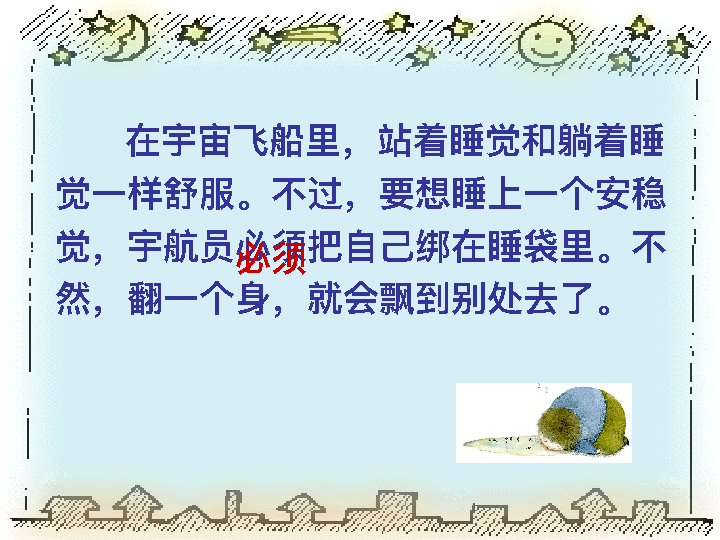 在宇宙飞船里，站着睡觉和躺着睡
觉一样舒服。不过，要想睡上一个安稳
觉，宇航员必须把自己绑在睡袋里。不
必须
然，翻一个身，就会飘到别处去了。